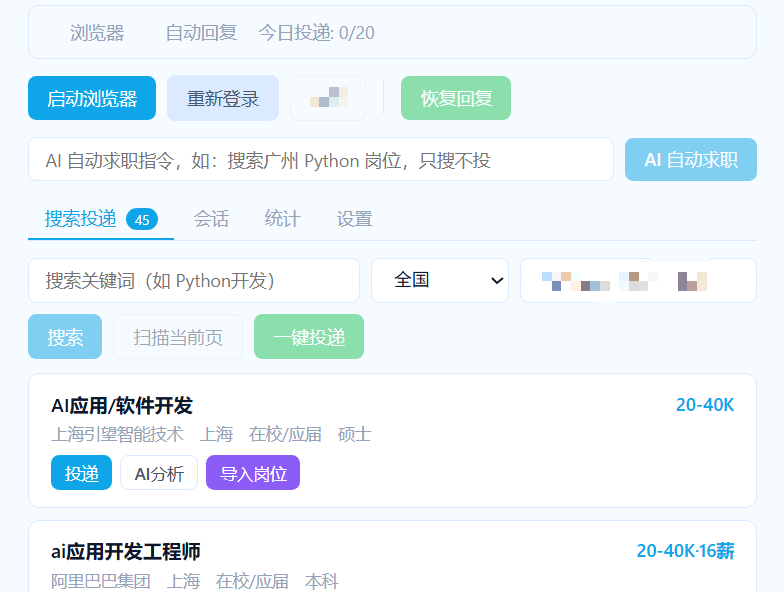 浏览器 自动回复 今日投递: 0/20
启动浏览器 重新登录 恢复回复
AI 自动求职指令，如：搜索广州 Python 岗位，只搜不投 AI 自动求职
搜索投递 45 会话 统计 设置
搜索关键词（如 Python开发） 全国
搜索 扫描当前页 一键投递
AI应用/软件开发 20-40K
上海引望智能技术 上海 在校/应届 硕士
投递 AI分析 导入岗位
ai应用开发工程师 20-40K·16薪
阿里巴巴集团 上海 在校/应届 本科